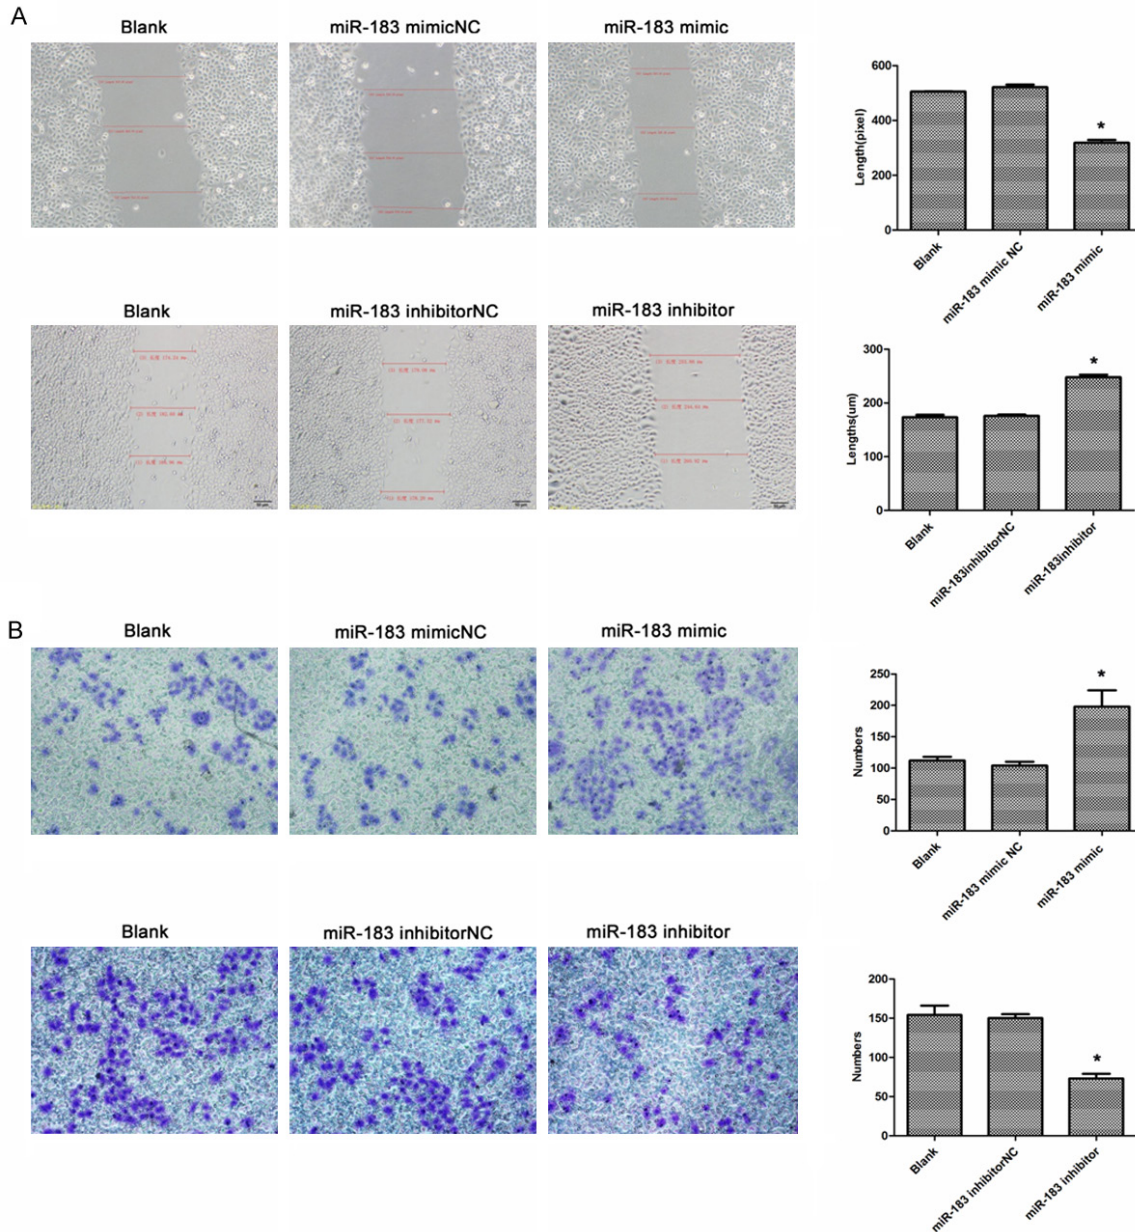 A
Blank
miR-183 mimicNC
miR-183 mimic
600
400
200
0
Length(pixel)
*
Blank
miR-183 mimic NC
miR-183 mimic
Blank
miR-183 inhibitorNC
miR-183 inhibitor
300
200
100
0
Lengths(um)
*
Blank
miR-183inhibitorNC
miR-183inhibitor
B
Blank
miR-183 mimicNC
miR-183 mimic
250
200
150
100
50
0
Numbers
*
Blank
miR-183 mimic NC
miR-183 mimic
Blank
miR-183 inhibitorNC
miR-183 inhibitor
200
150
100
50
0
Numbers
*
Blank
miR-183 inhibitorNC
miR-183 inhibitor